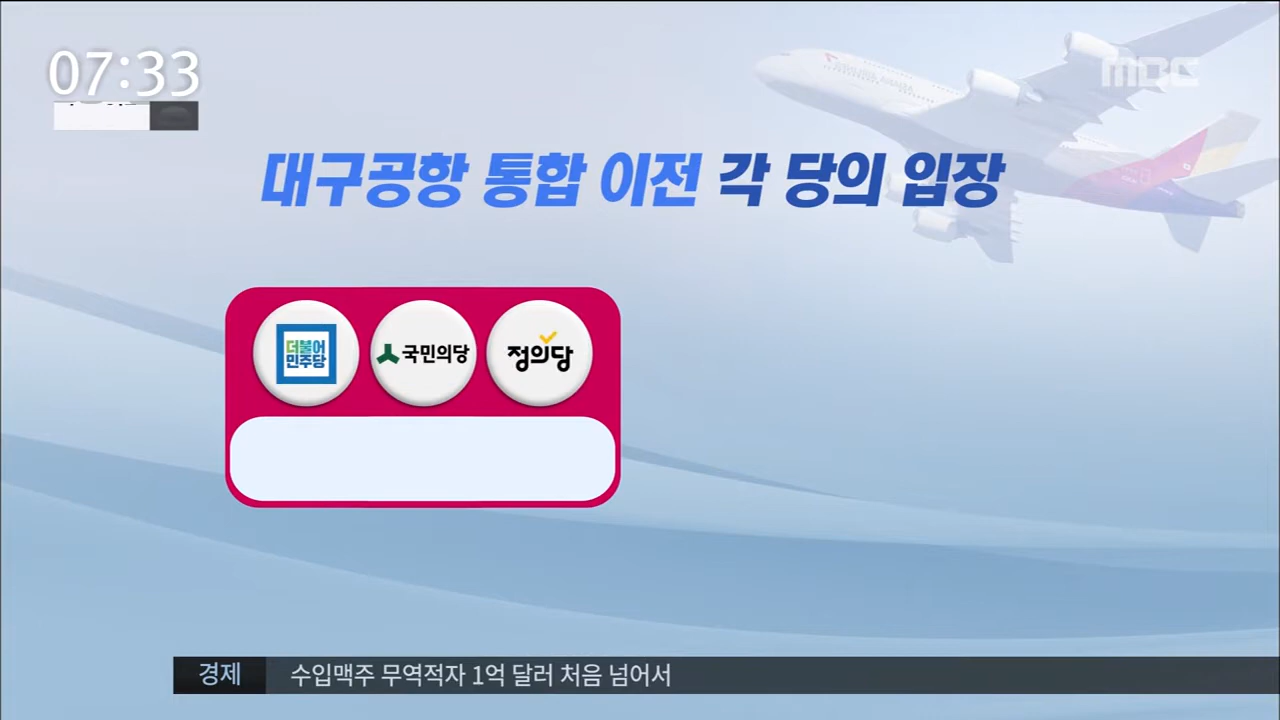 07:33
MBC
대구공항 통합 이전 각 당의 입장
더불어
민주당
국민의당
정의당
경제
수입맥주 무역적자 1억 달러 처음 넘어서